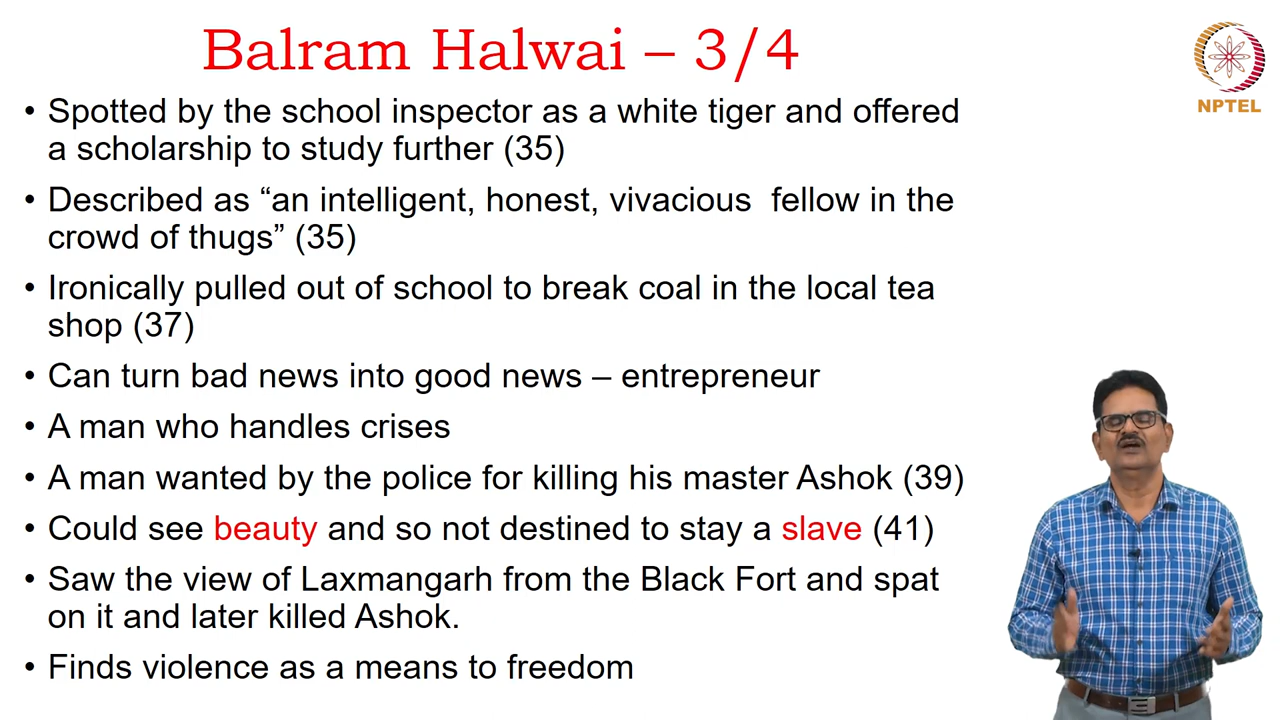 Balram Halwai – 3/4
NPTEL
• Spotted by the school inspector as a white tiger and offered
a scholarship to study further (35)
• Described as “an intelligent, honest, vivacious  fellow in the
crowd of thugs” (35)
• Ironically pulled out of school to break coal in the local tea
shop (37)
• Can turn bad news into good news – entrepreneur
• A man who handles crises
• A man wanted by the police for killing his master Ashok (39)
• Could see beauty and so not destined to stay a slave (41)
• Saw the view of Laxmangarh from the Black Fort and spat
on it and later killed Ashok.
• Finds violence as a means to freedom